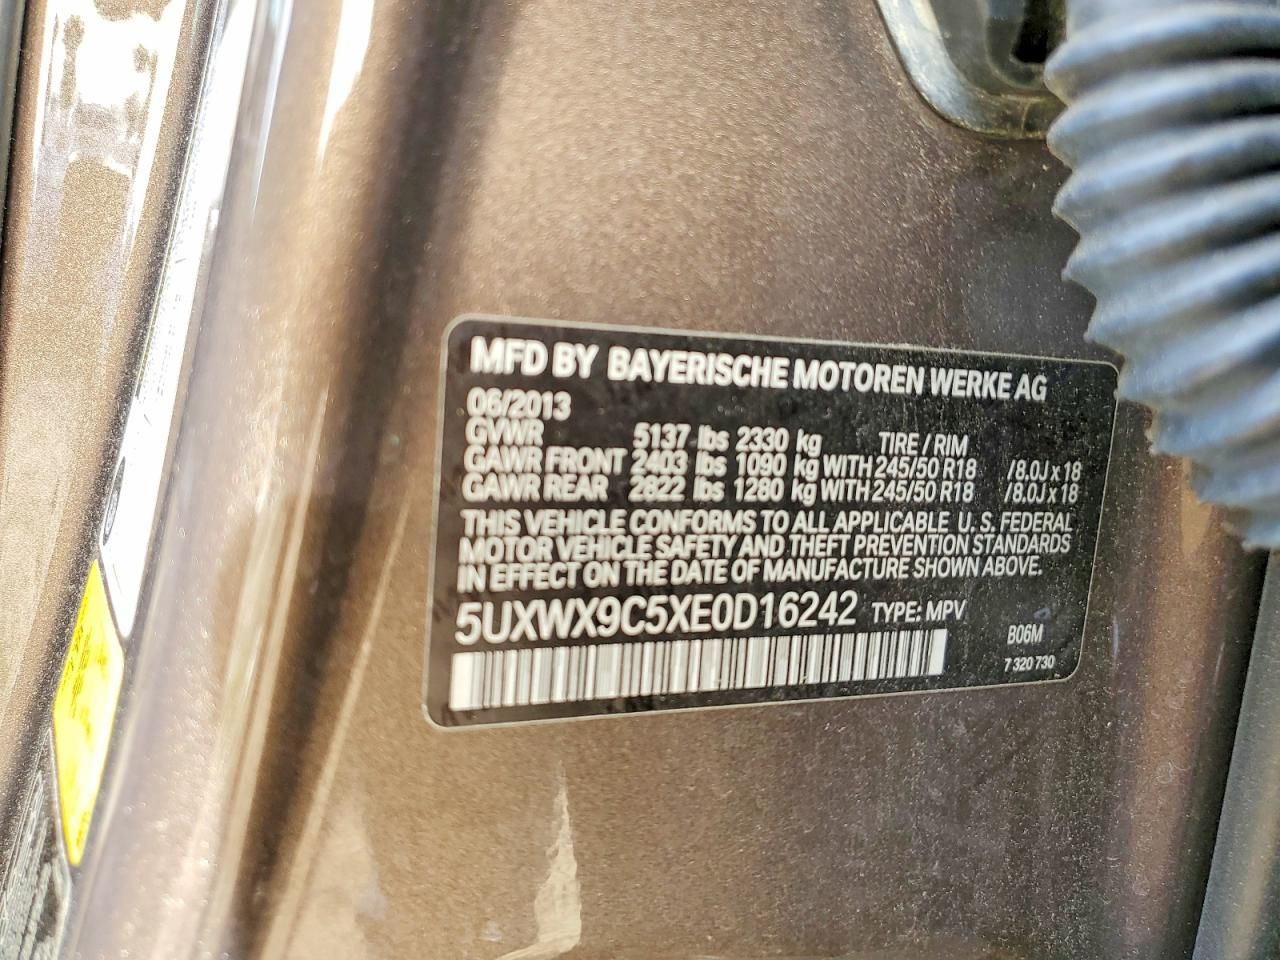 MFD BY BAYERISCHE MOTOREN WERKE AG
06/2013
GVWR 5137 lbs 2330 kg TIRE / RIM
GAWR FRONT 2403 lbs 1090 kg WITH 245/50 R18 /8.0J x 18
GAWR REAR 2822 lbs 1280 kg WITH 245/50 R18 /8.0J x 18
THIS VEHICLE CONFORMS TO ALL APPLICABLE U.S. FEDERAL
MOTOR VEHICLE SAFETY AND THEFT PREVENTION STANDARDS
IN EFFECT ON THE DATE OF MANUFACTURE SHOWN ABOVE.
5UXWX9C5XE0D16242 TYPE: MPV
B06M
7 320 730